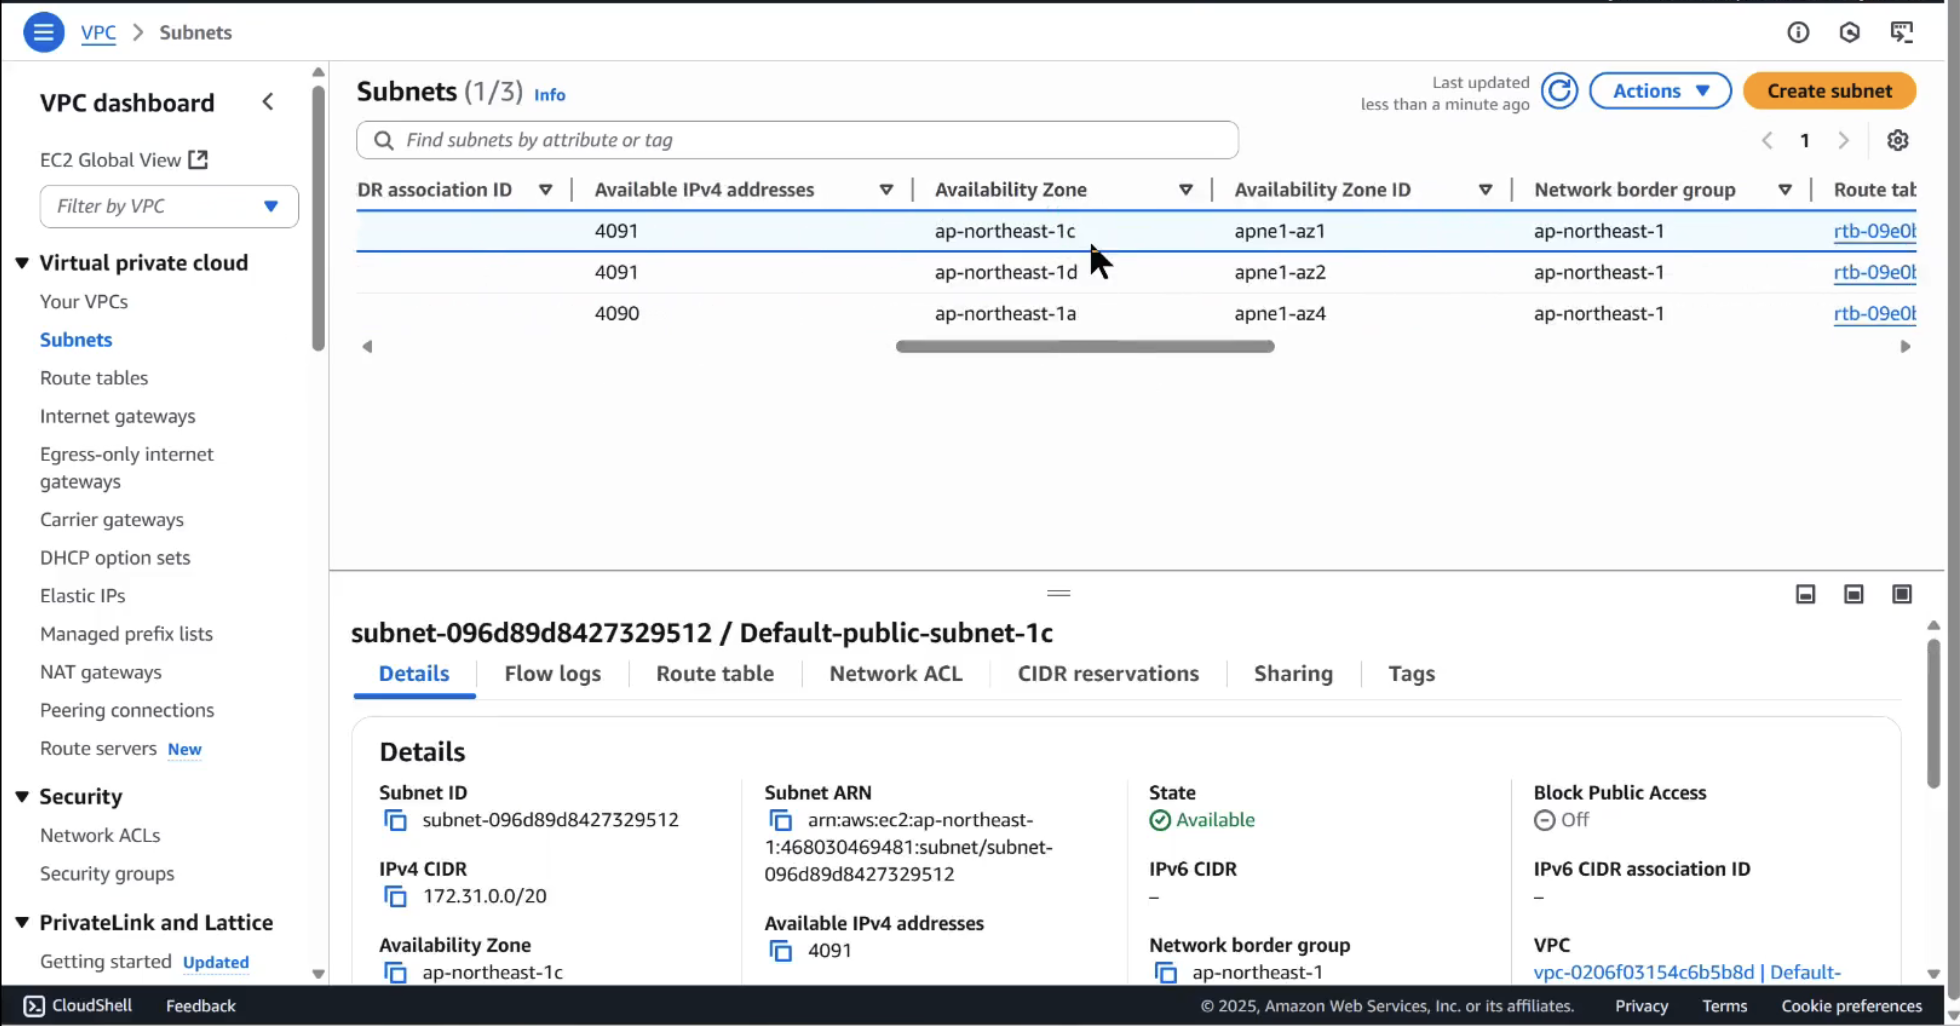 VPC > Subnets
VPC dashboard
EC2 Global View
Filter by VPC
Virtual private cloud
Your VPCs
Subnets
Route tables
Internet gateways
Egress-only internet
gateways
Carrier gateways
DHCP option sets
Elastic IPs
Managed prefix lists
NAT gateways
Peering connections
Route servers New
Security
Network ACLs
Security groups
PrivateLink and Lattice
Getting started Updated
Subnets (1/3) Info
Last updated
less than a minute ago
Actions
Create subnet
Find subnets by attribute or tag
1
DR association ID | Available IPv4 addresses | Availability Zone | Availability Zone ID | Network border group | Route tab
4091 ap-northeast-1c apne1-az1 ap-northeast-1 rtb-09e0b
4091 ap-northeast-1d apne1-az2 ap-northeast-1 rtb-09e0b
4090 ap-northeast-1a apne1-az4 ap-northeast-1 rtb-09e0b
subnet-096d89d8427329512 / Default-public-subnet-1c
Details | Flow logs | Route table | Network ACL | CIDR reservations | Sharing | Tags
Details
Subnet ID
subnet-096d89d8427329512
IPv4 CIDR
172.31.0.0/20
Availability Zone
ap-northeast-1c
Subnet ARN
arn:aws:ec2:ap-northeast-
1:468030469481:subnet/subnet-
096d89d8427329512
Available IPv4 addresses
4091
State
Available
IPv6 CIDR
–
Network border group
ap-northeast-1
Block Public Access
Off
IPv6 CIDR association ID
–
VPC
vpc-0206f03154c6b5b8d | Default-
CloudShell Feedback © 2025, Amazon Web Services, Inc. or its affiliates. Privacy Terms Cookie preferences